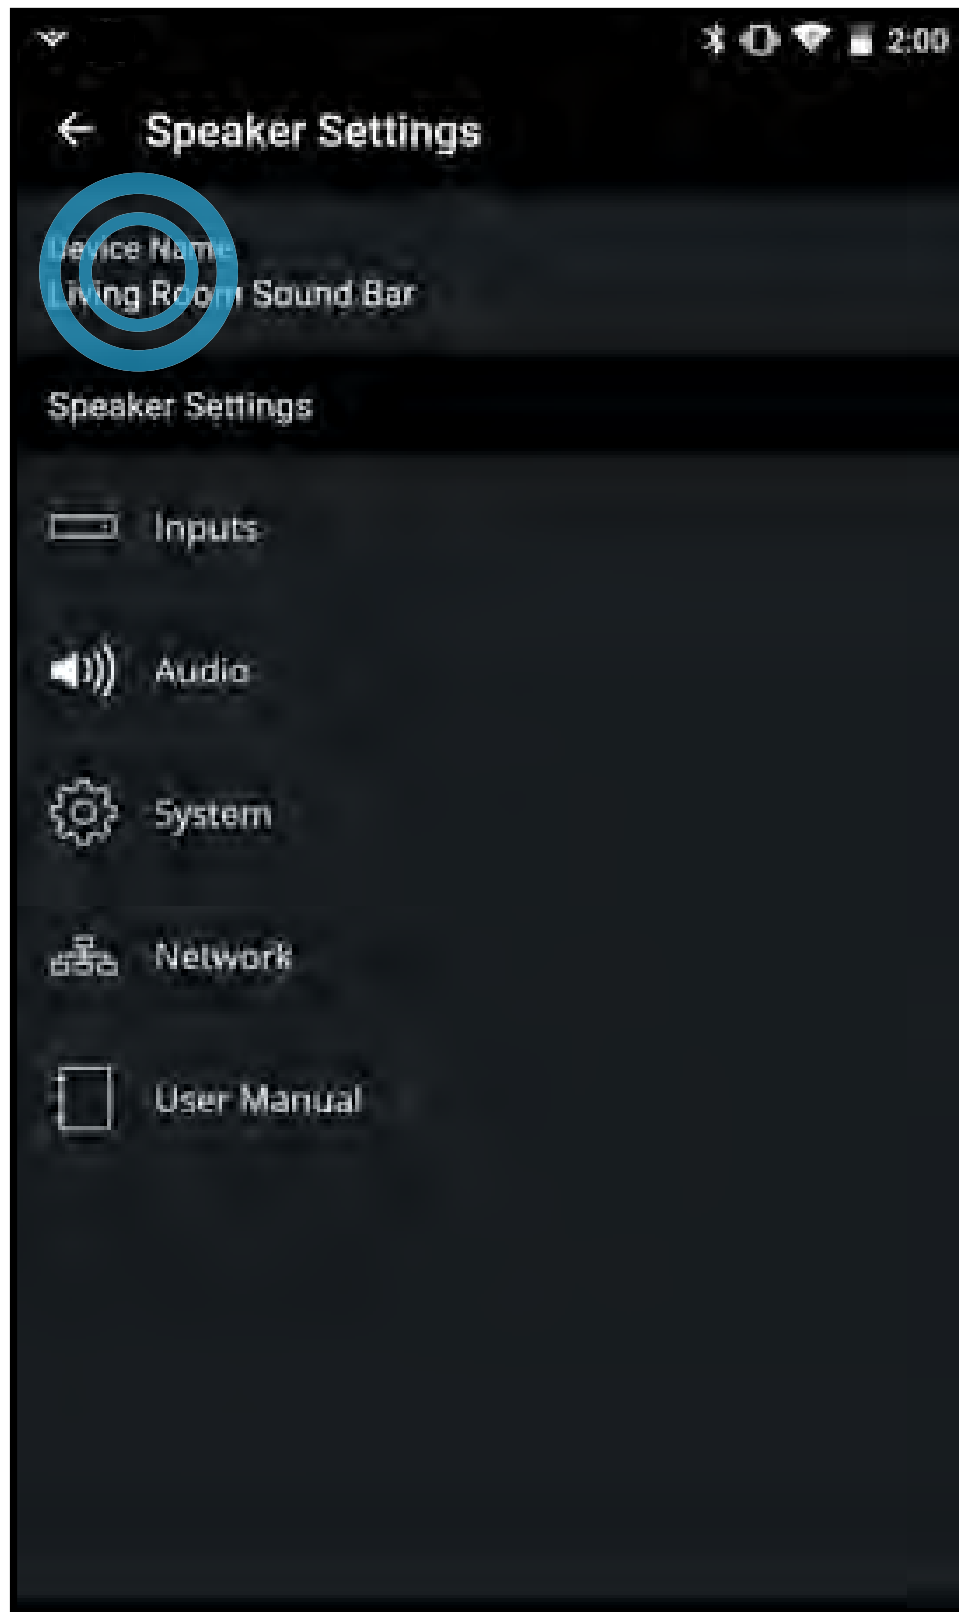 2:00
Speaker Settings
Device Name
Living Room Sound Bar
Speaker Settings
Inputs
Audio
System
Network
User Manual